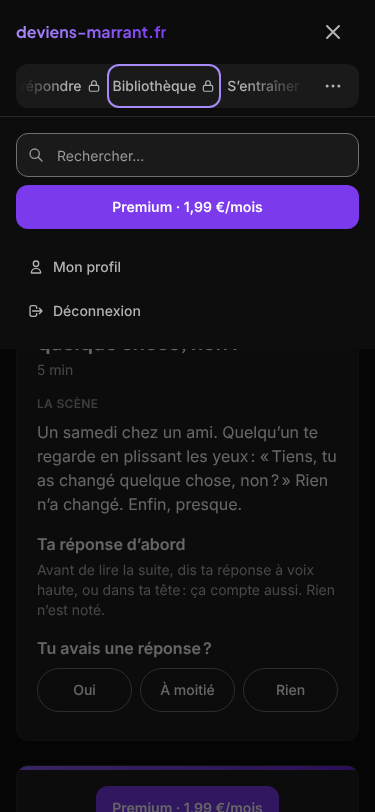 deviens-marrant.fr
répondre
Bibliothèque
S'entraîner
Rechercher...
Premium · 1,99 €/mois
Mon profil
Déconnexion
5 min
LA SCÈNE
Un samedi chez un ami. Quelqu'un te
regarde en plissant les yeux : « Tiens, tu
as changé quelque chose, non ? » Rien
n'a changé. Enfin, presque.
Ta réponse d'abord
Avant de lire la suite, dis ta réponse à voix
haute, ou dans ta tête : ça compte aussi. Rien
n'est noté.
Tu avais une réponse ?
Oui
À moitié
Rien
Premium · 1,99 €/mois